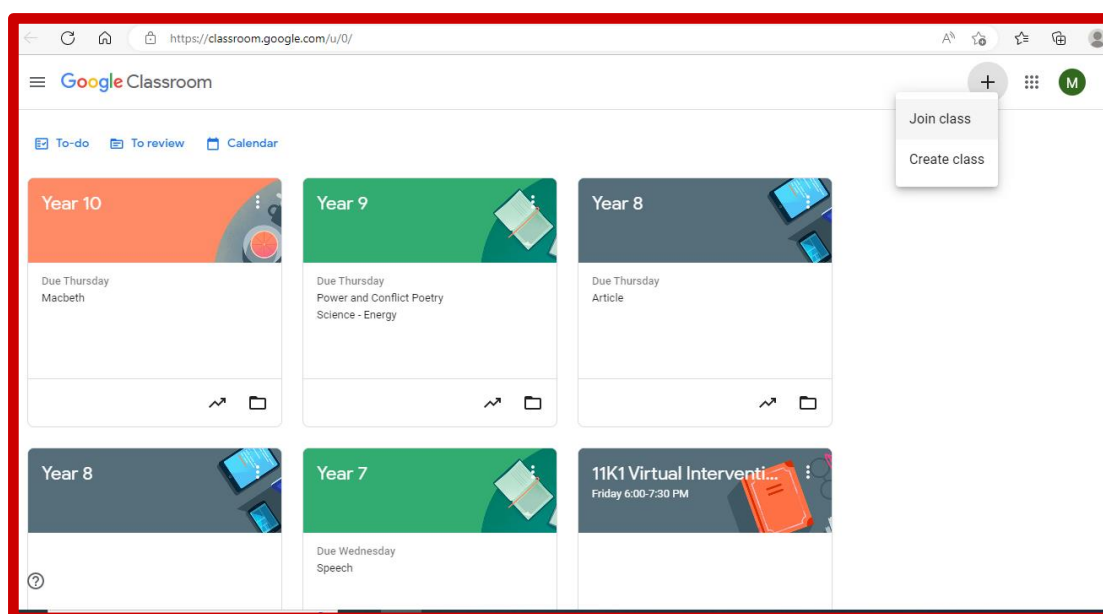 https://classroom.google.com/u/0/
Google Classroom
M
Join class
Create class
To-do To review Calendar
Year 10
Due Thursday
Macbeth
Year 9
Due Thursday
Power and Conflict Poetry
Science - Energy
Year 8
Due Thursday
Article
Year 8
Year 7
Due Wednesday
Speech
11K1 Virtual Interventi...
Friday 6:00-7:30 PM